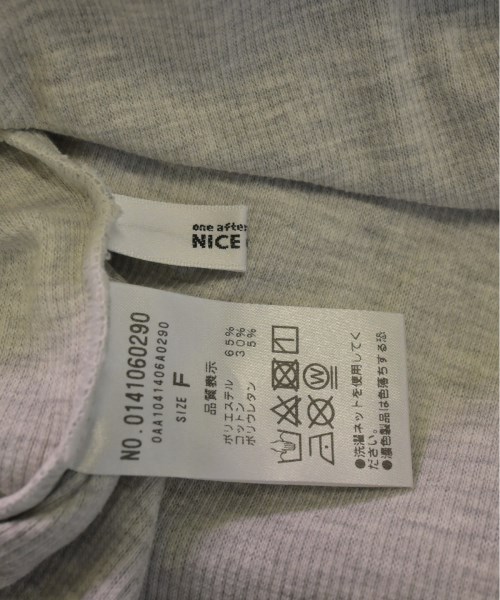 one after
NICE
NO.0141060290
0AA1041406A0290
SIZE F
品質表示
ポリエステル 65%
コットン 30%
ポリウレタン 5%
W
●洗濯ネットを使用してく
ださい。
●濃色製品は色落ちする恐